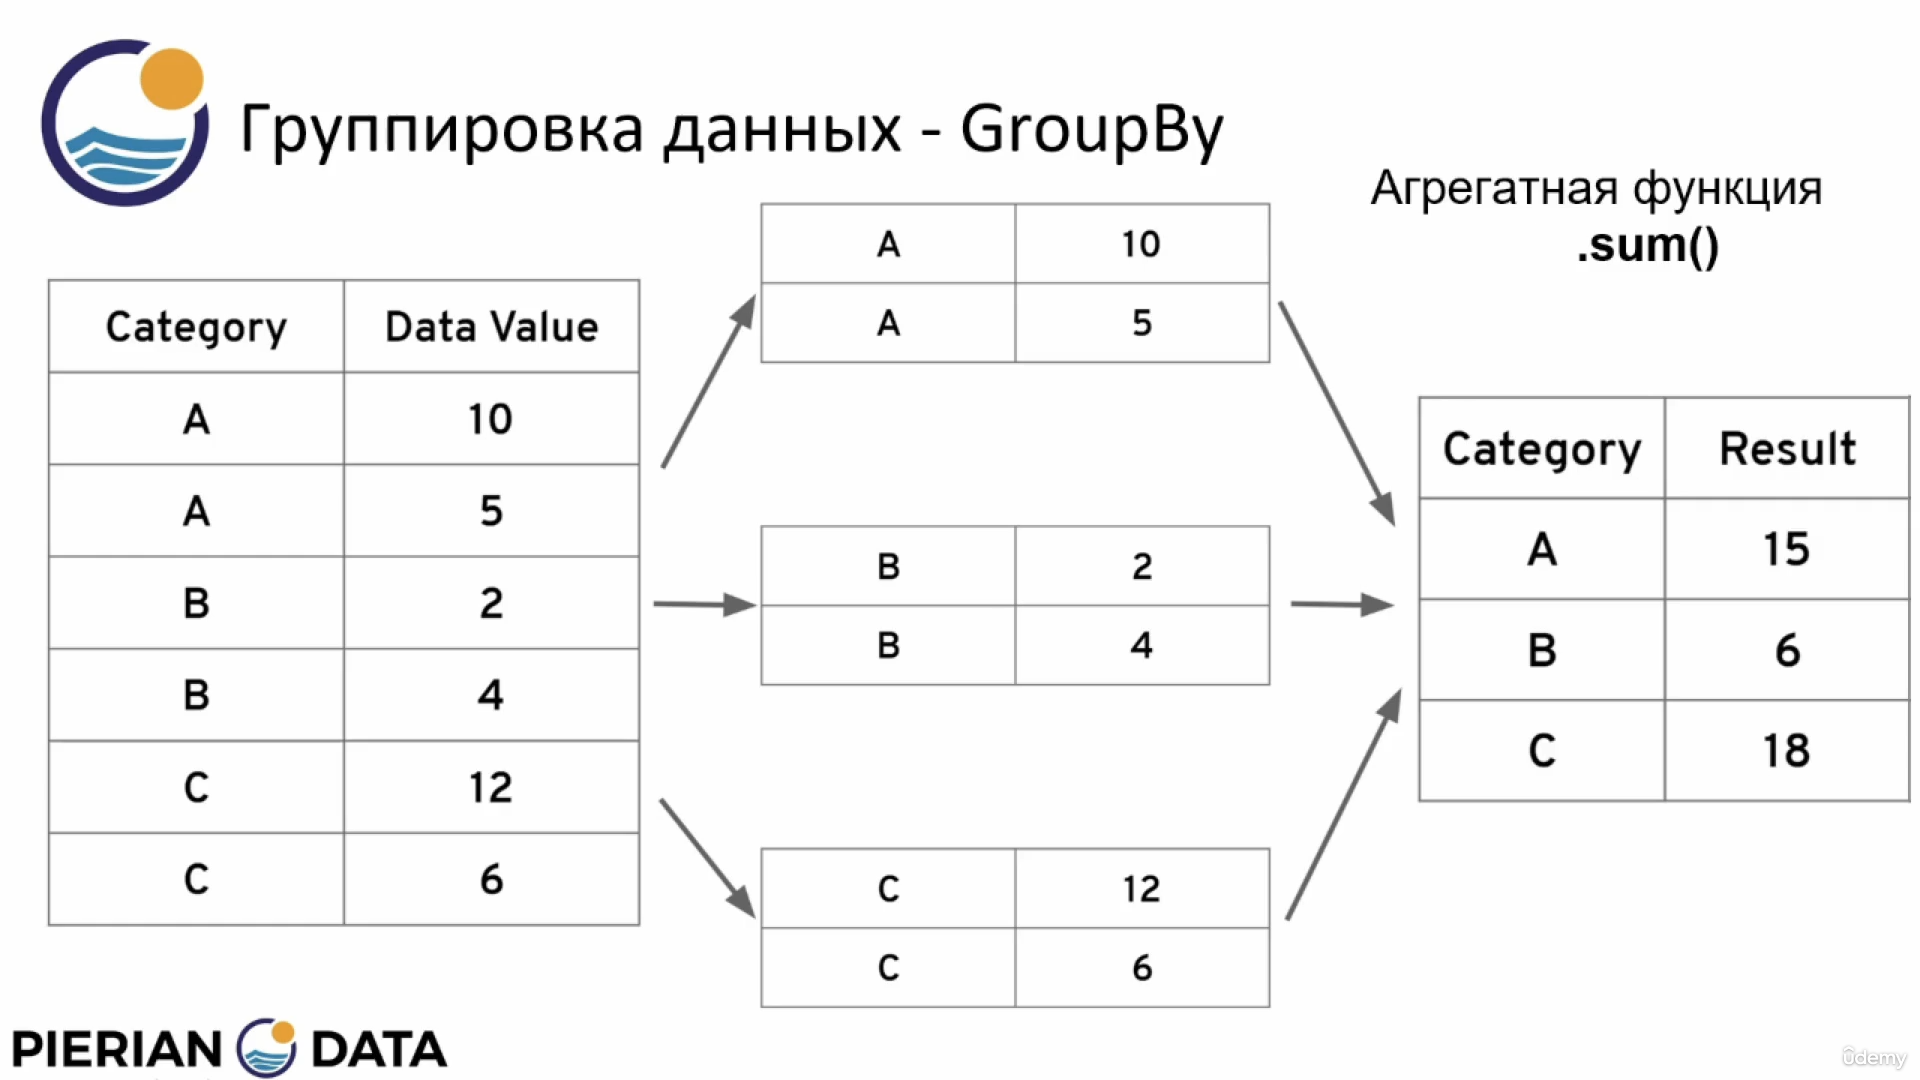 Группировка данных - GroupBy
Агрегатная функция
.sum()
Category Data Value
A 10
A 5
B 2
B 4
C 12
C 6
A 10
A 5
B 2
B 4
C 12
C 6
Category Result
A 15
B 6
C 18
PIERIAN DATA
ûdemy